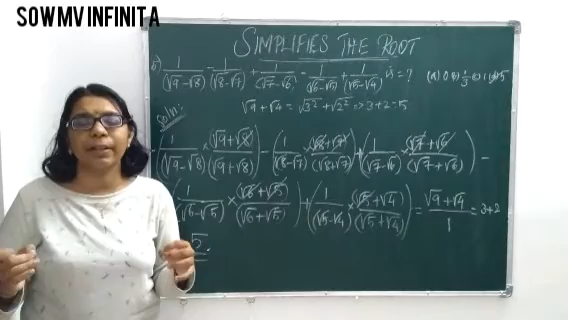 SOWMV INFINIT A
SIMPLIFIES THE ROOT
1/(√9-√8) - 1/(√8-√7) + 1/(√7-√6) - 1/(√6-√5) + 1/(√5-√4) is = ? (a) 0 (b) 1/3 (c) 1 (d) 5
√9 + √4 = √3² + √2² => 3+2 = 5
Soln:
1/(√9-√8) × (√9+√8)/(√9+√8) - (1/(√8-√7) × (√8+√7)/(√8+√7)) + (1/(√7-√6) × (√7+√6)/(√7+√6)) -
1/(√6-√5) × (√6+√5)/(√6+√5)) + (1/(√5-√4) × (√5+√4)/(√5+√4)) = (√9+√4)/1 = 3+2
5.